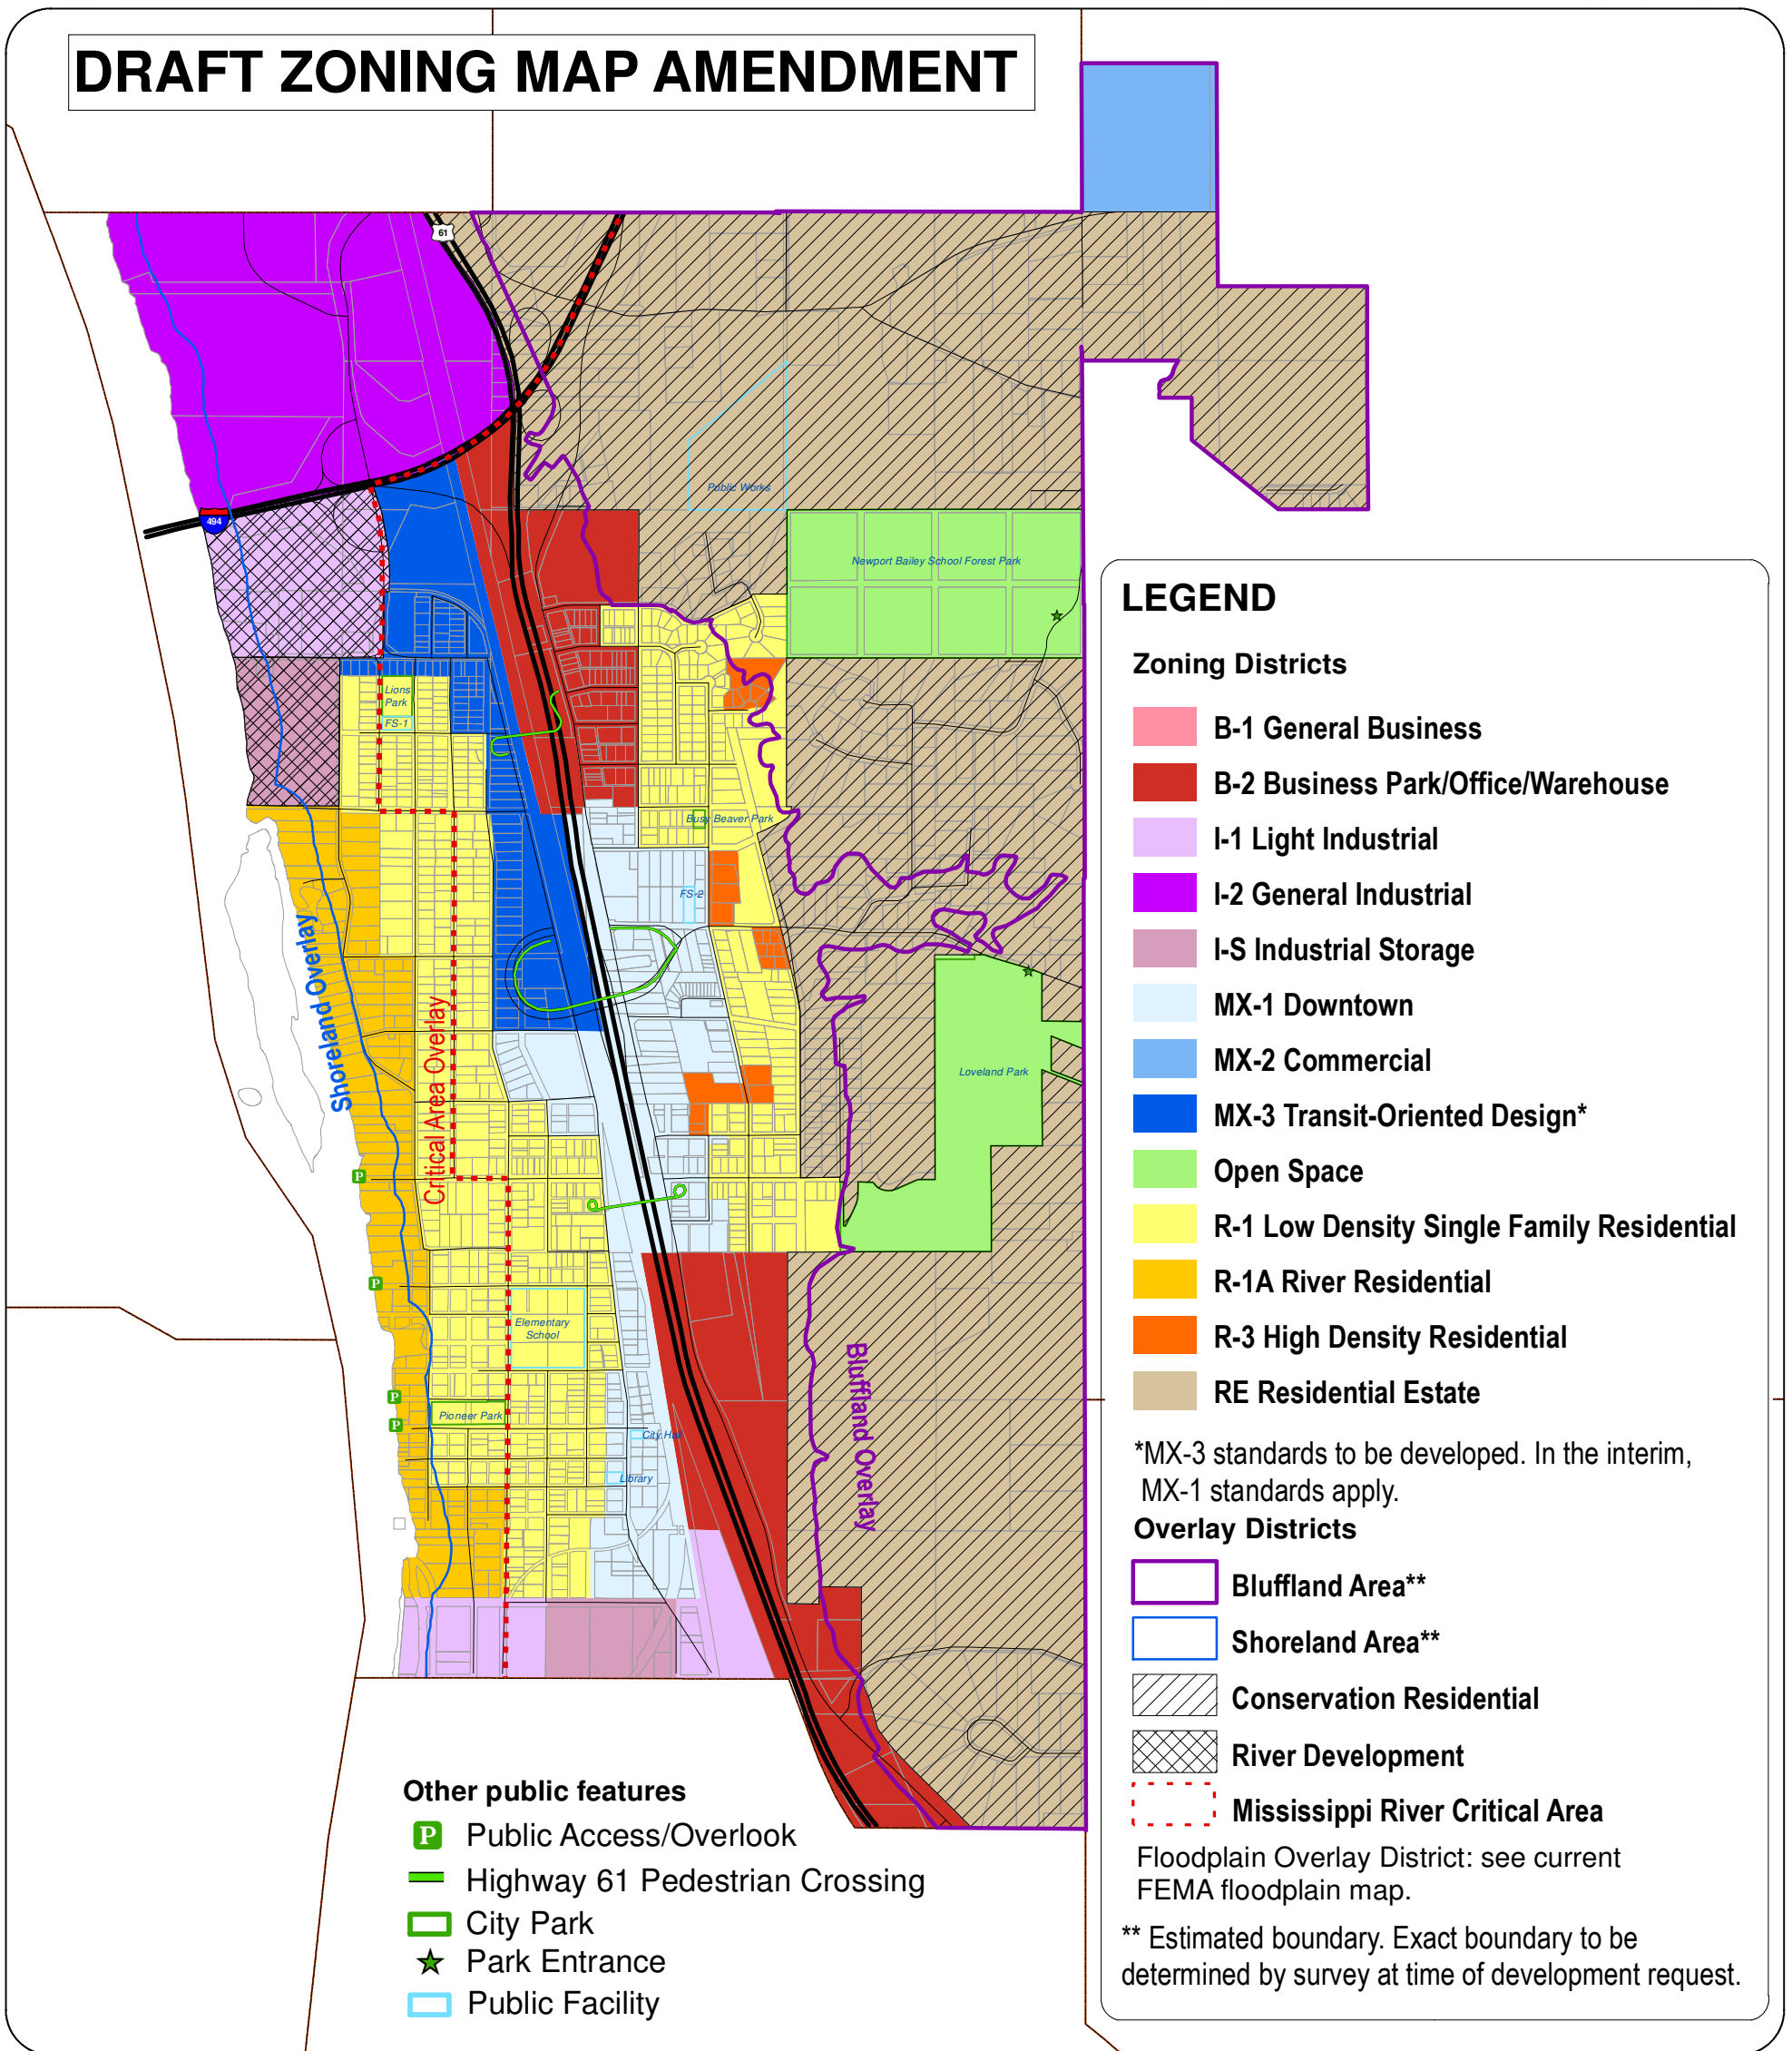 DRAFT ZONING MAP AMENDMENT
61
494
Public Works
Newport Bailey School Forest Park
Lions
Park
FS-1
Busy Beaver Park
FS-2
Shoreland Overlay
Critical Area Overlay
Loveland Park
Elementary
School
Bluffland Overlay
Pioneer Park
City Hall
Library
P
P
P
P
LEGEND
Zoning Districts
B-1 General Business
B-2 Business Park/Office/Warehouse
I-1 Light Industrial
I-2 General Industrial
I-S Industrial Storage
MX-1 Downtown
MX-2 Commercial
MX-3 Transit-Oriented Design*
Open Space
R-1 Low Density Single Family Residential
R-1A River Residential
R-3 High Density Residential
RE Residential Estate
*MX-3 standards to be developed. In the interim,
MX-1 standards apply.
Overlay Districts
Bluffland Area**
Shoreland Area**
Conservation Residential
River Development
Mississippi River Critical Area
Floodplain Overlay District: see current
FEMA floodplain map.
** Estimated boundary. Exact boundary to be
determined by survey at time of development request.
Other public features
P Public Access/Overlook
Highway 61 Pedestrian Crossing
City Park
Park Entrance
Public Facility